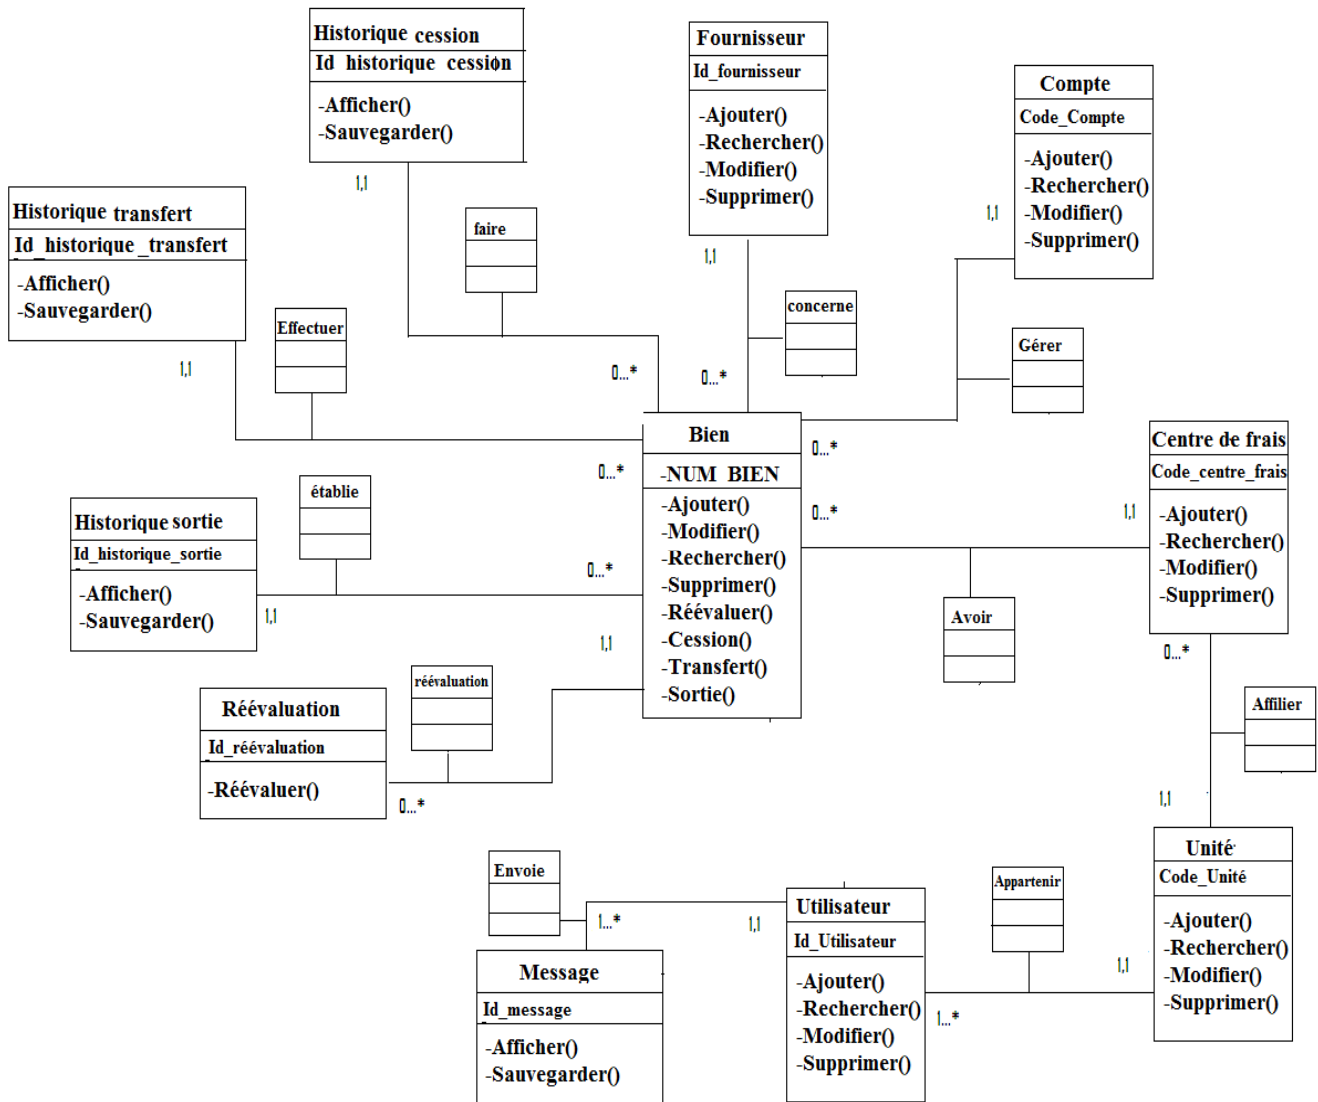 Historique cession
Id_historique_cession
-Afficher()
-Sauvegarder()
1,1
Fournisseur
Id_fournisseur
-Ajouter()
-Rechercher()
-Modifier()
-Supprimer()
1,1
Compte
Code_Compte
-Ajouter()
-Rechercher()
-Modifier()
-Supprimer()
1,1
Historique transfert
Id_historique_transfert
-Afficher()
-Sauvegarder()
1,1
faire
Effectuer
concerne
Gérer
0...*
0...*
Bien
-NUM_BIEN
-Ajouter()
-Modifier()
-Rechercher()
-Supprimer()
-Réévaluer()
-Cession()
-Transfert()
-Sortie()
0...*
0...*
0...*
0...*
1,1
Centre de frais
Code_centre_frais
-Ajouter()
-Rechercher()
-Modifier()
-Supprimer()
1,1
0...*
établie
Historique sortie
Id_historique_sortie
-Afficher()
-Sauvegarder()
1,1
Avoir
réévaluation
Réévaluation
Id_réévaluation
-Réévaluer()
0...*
Affilier
1,1
Unité
Code_Unité
-Ajouter()
-Rechercher()
-Modifier()
-Supprimer()
1,1
Envoie
1...*
Message
Id_message
-Afficher()
-Sauvegarder()
1,1
Utilisateur
Id_Utilisateur
-Ajouter()
-Rechercher()
-Modifier()
-Supprimer()
1...*
Appartenir